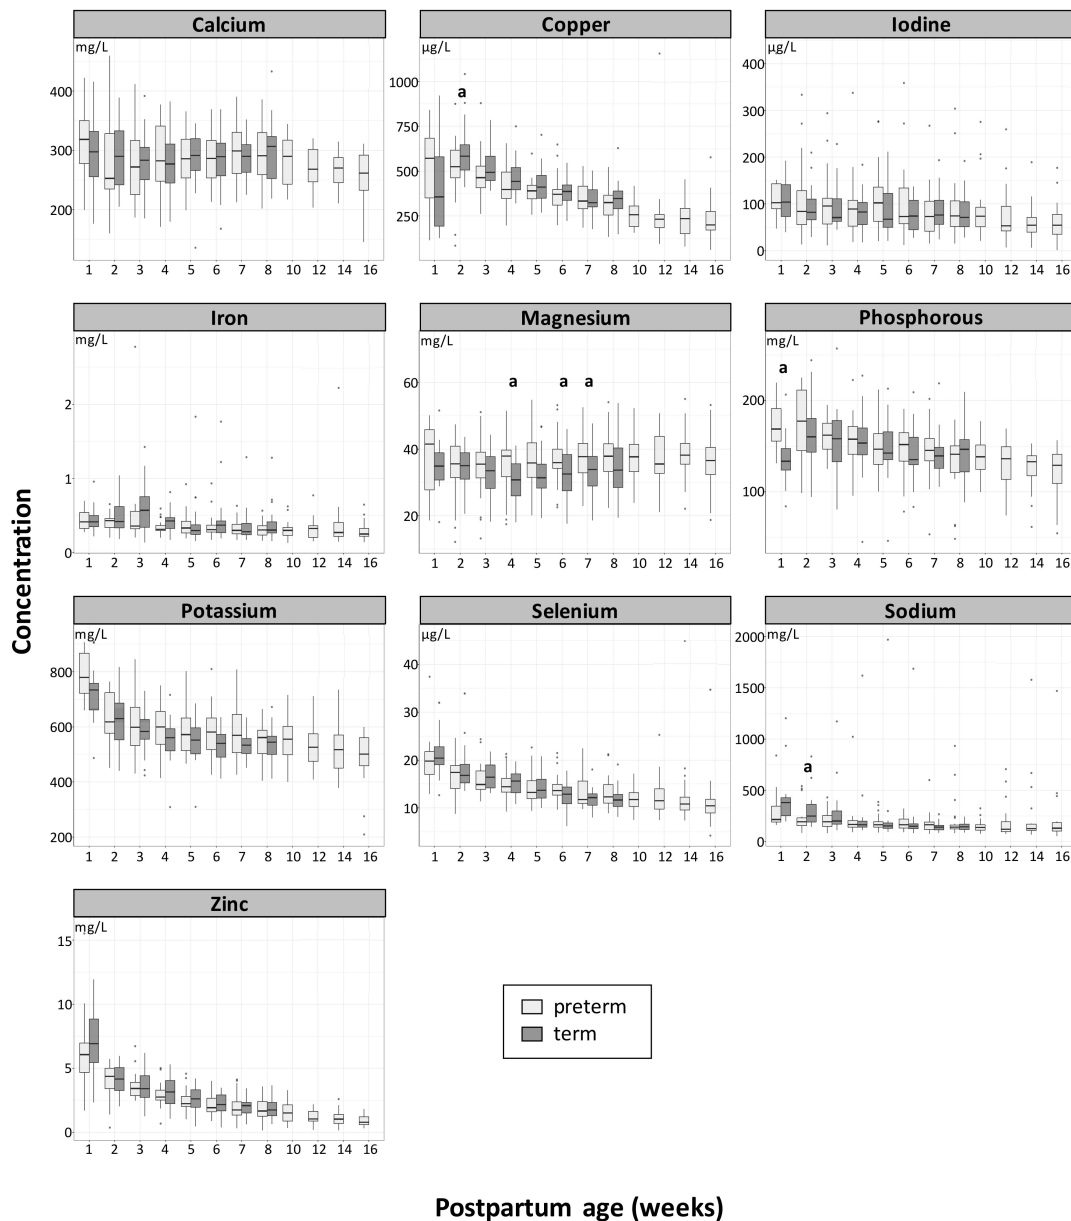 Calcium
Copper
Iodine
mg/L
µg/L
µg/L
400
300
200
1000
750
500
250
400
300
200
100
0
a
1 2 3 4 5 6 7 8 10 12 14 16
1 2 3 4 5 6 7 8 10 12 14 16
1 2 3 4 5 6 7 8 10 12 14 16
Iron
Magnesium
Phosphorous
mg/L
mg/L
mg/L
2
1
0
60
40
20
200
100
a a a
a
1 2 3 4 5 6 7 8 10 12 14 16
1 2 3 4 5 6 7 8 10 12 14 16
1 2 3 4 5 6 7 8 10 12 14 16
Concentration
Potassium
Selenium
Sodium
mg/L
µg/L
mg/L
800
600
400
200
40
30
20
10
2000
1500
1000
500
0
a
1 2 3 4 5 6 7 8 10 12 14 16
1 2 3 4 5 6 7 8 10 12 14 16
1 2 3 4 5 6 7 8 10 12 14 16
Zinc
mg/L
15
10
5
0
1 2 3 4 5 6 7 8 10 12 14 16
preterm
term
Postpartum age (weeks)